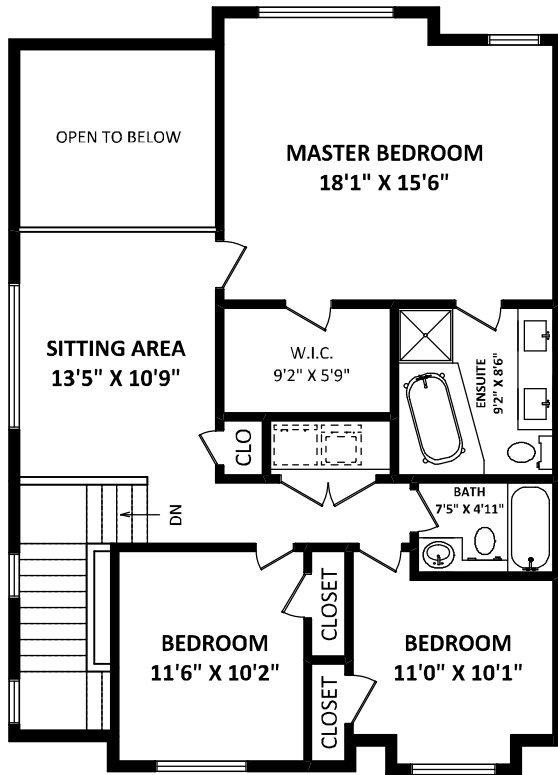 OPEN TO BELOW
MASTER BEDROOM
18'1" X 15'6"
SITTING AREA
13'5" X 10'9"
W.I.C.
9'2" X 5'9"
ENSUITE
9'2" X 8'6"
CLO
BATH
7'5" X 4'11"
DN
BEDROOM
11'6" X 10'2"
CLOSET
CLOSET
BEDROOM
11'0" X 10'1"